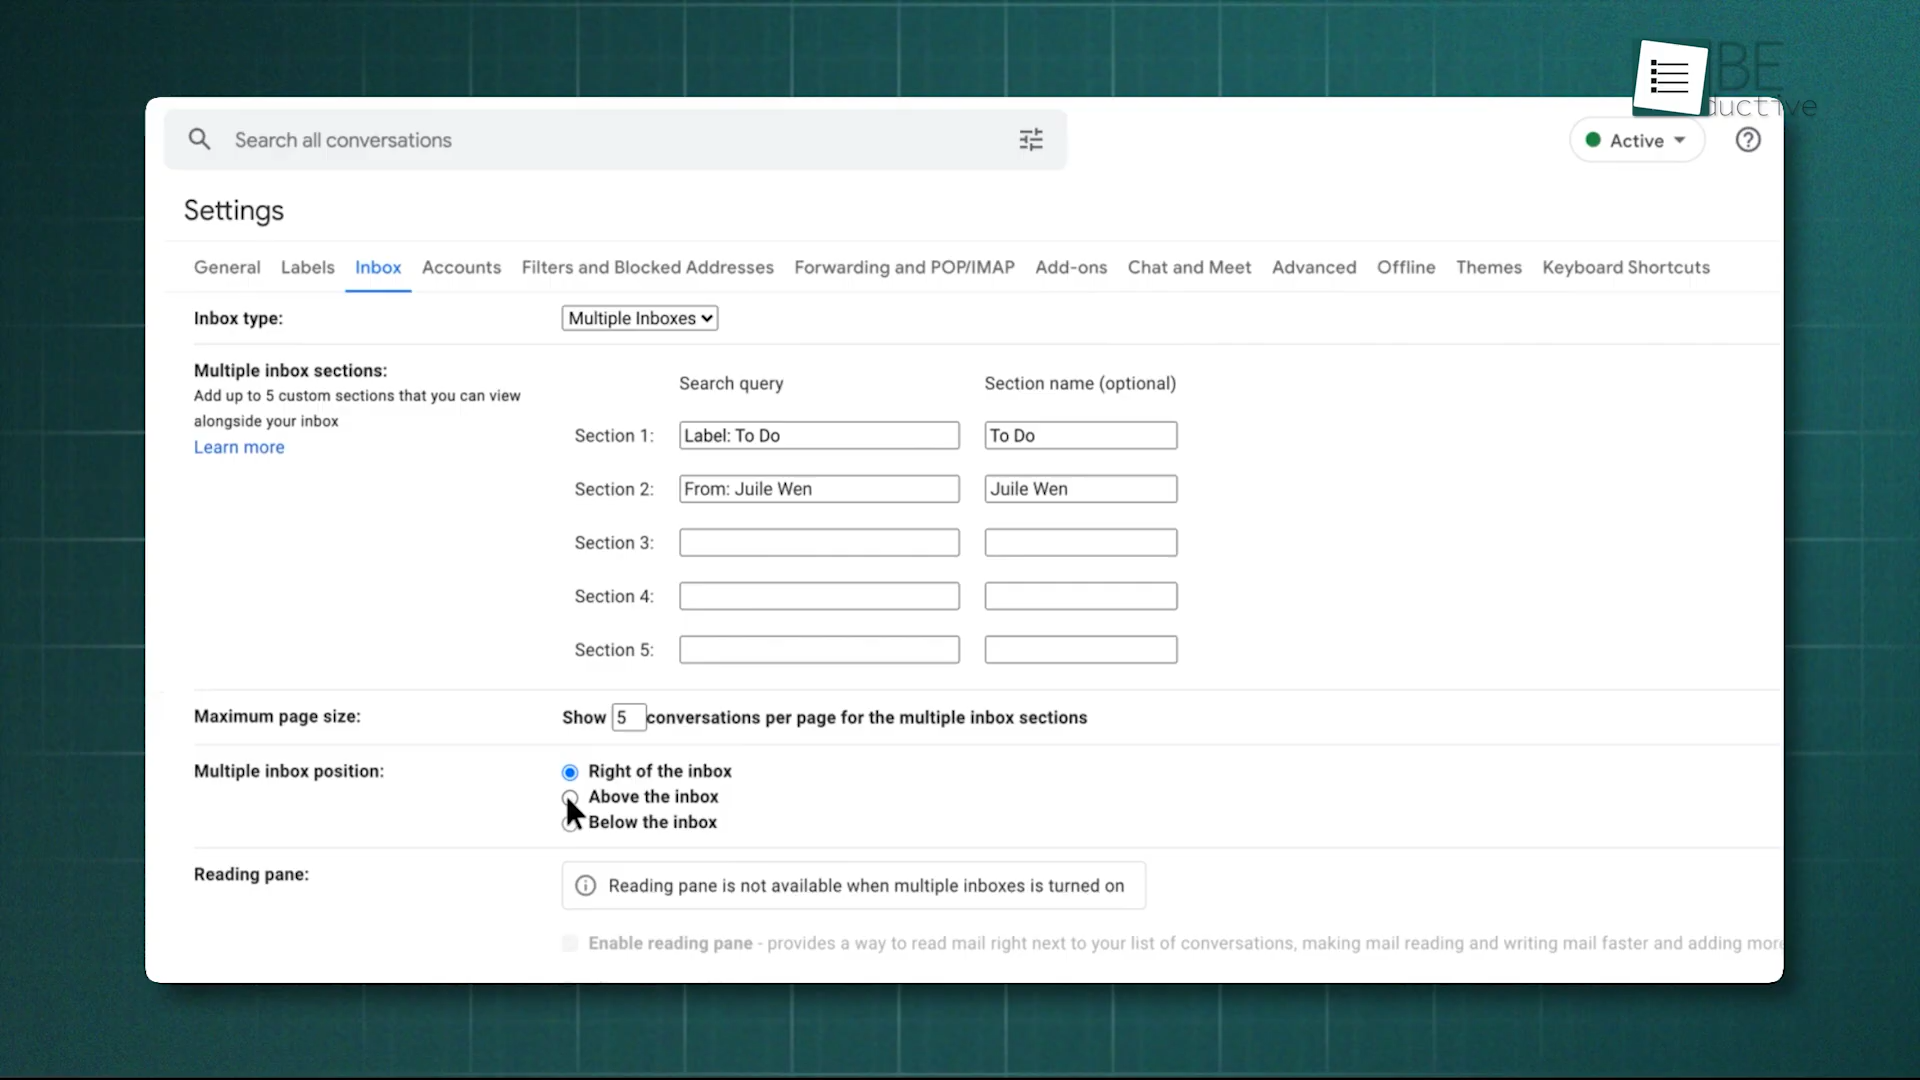 BE
ductive
Search all conversations
Active
Settings
General Labels Inbox Accounts Filters and Blocked Addresses Forwarding and POP/IMAP Add-ons Chat and Meet Advanced Offline Themes Keyboard Shortcuts
Inbox type:
Multiple Inboxes
Multiple inbox sections:
Add up to 5 custom sections that you can view
alongside your inbox
Learn more
Search query Section name (optional)
Section 1: Label: To Do To Do
Section 2: From: Juile Wen Juile Wen
Section 3:
Section 4:
Section 5:
Maximum page size:
Show 5 conversations per page for the multiple inbox sections
Multiple inbox position:
Right of the inbox
Above the inbox
Below the inbox
Reading pane:
Reading pane is not available when multiple inboxes is turned on
Enable reading pane - provides a way to read mail right next to your list of conversations, making mail reading and writing mail faster and adding more